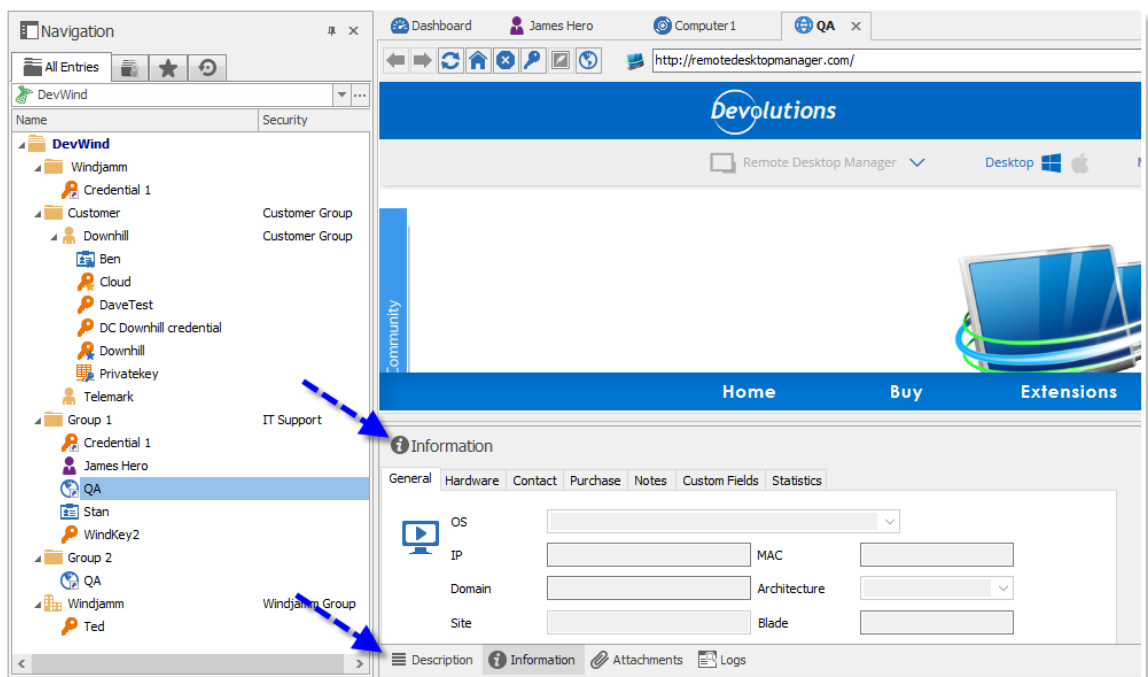 Navigation
All Entries
DevWind
Name Security
DevWind
Windjamm
Credential 1
Customer Customer Group
Downhill Customer Group
Ben
Cloud
DaveTest
DC Downhill credential
Downhill
Privatekey
Telemark
Group 1 IT Support
Credential 1
James Hero
QA
Stan
WindKey2
Group 2
QA
Windjamm Windjamm Group
Ted
Dashboard James Hero Computer1 QA
http://remotedesktopmanager.com/
Devolutions
Remote Desktop Manager Desktop
Community
Home Buy Extensions
Information
General Hardware Contact Purchase Notes Custom Fields Statistics
OS
IP MAC
Domain Architecture
Site Blade
Description Information Attachments Logs